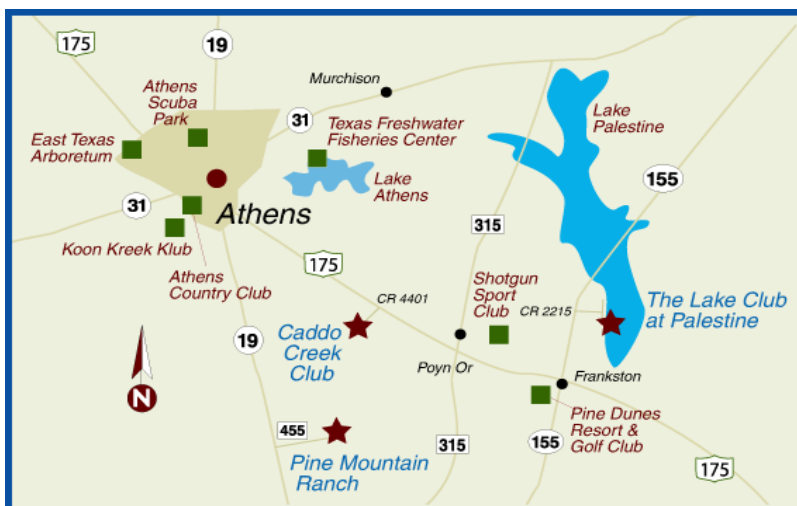 175
19
Murchison
Athens
Scuba
Park
31
Texas Freshwater
Fisheries Center
Lake
Palestine
East Texas
Arboretum
155
Lake
Athens
31
Athens
315
Koon Kreek Klub
Athens
Country Club
175
Shotgun
Sport
Club
CR 4401
CR 2215
The Lake Club
at Palestine
19
Caddo
Creek
Club
Poyn Or
Frankston
N
455
Pine Dunes
Resort &
Golf Club
315
155
Pine Mountain
Ranch
175